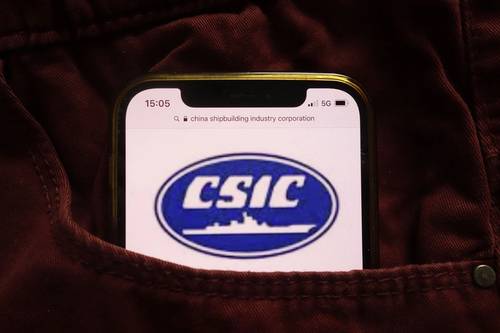 15:05 5G
china shipbuilding industry corporation
CSIC